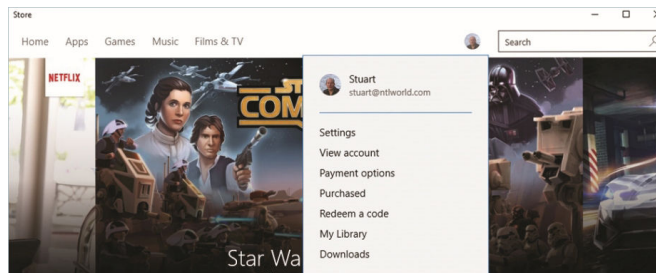 Store
Home Apps Games Music Films & TV
Search
NETFLIX
Stuart
stuart@ntlworld.com
Settings
View account
Payment options
Purchased
Redeem a code
My Library
Downloads
COM
Star Wa